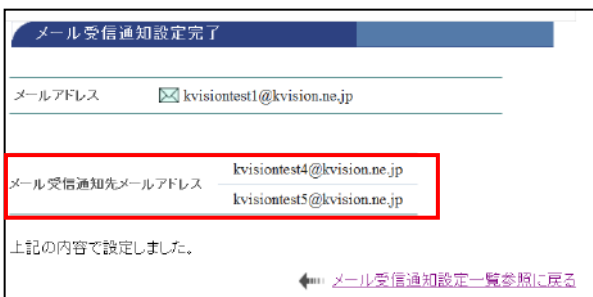 メール受信通知設定完了
メールアドレス kvisiontest1@kvision.ne.jp
kvisiontest4@kvision.ne.jp
メール受信通知先メールアドレス
kvisiontest5@kvision.ne.jp
上記の内容で設定しました。
メール受信通知設定一覧参照に戻る